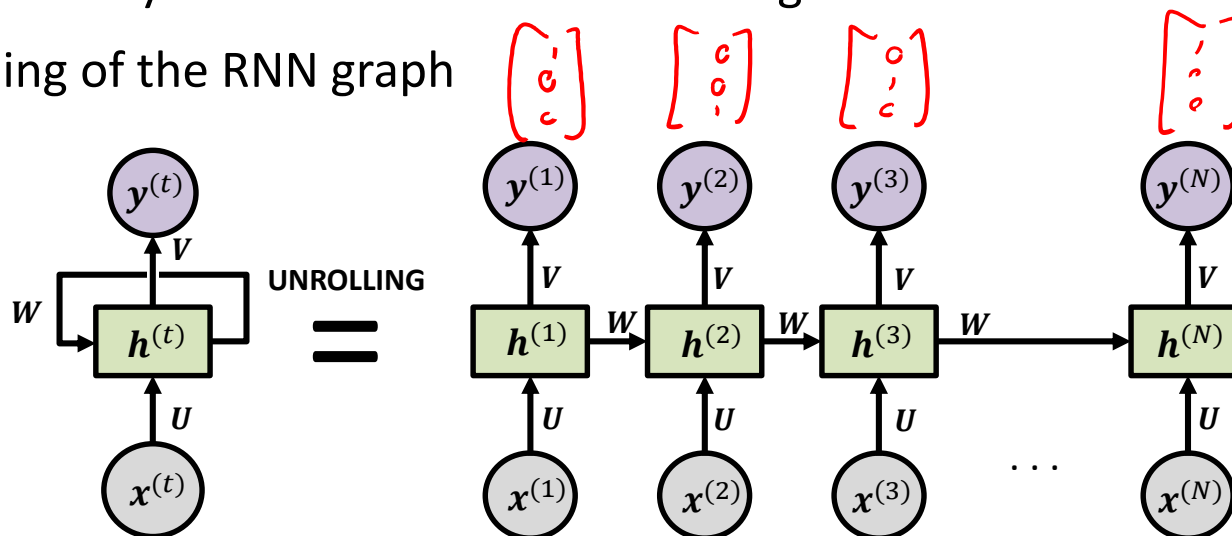 ing of the RNN graph
y^(t)
V
W
h^(t)
U
x^(t)
UNROLLING
=
y^(1) y^(2) y^(3) y^(N)
V V V V
h^(1) W h^(2) W h^(3) W h^(N)
U U U U
x^(1) x^(2) x^(3) . . . x^(N)